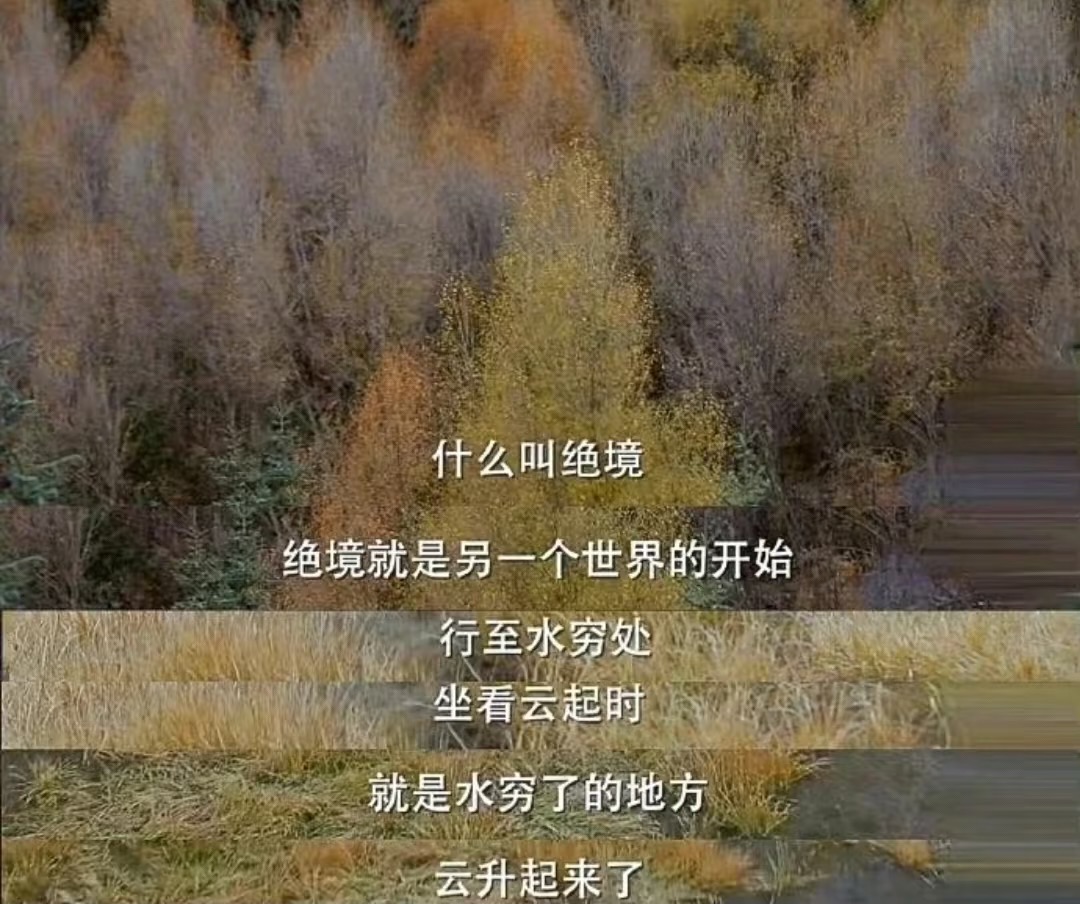 什么叫绝境
绝境就是另一个世界的开始
行至水穷处
坐看云起时
就是水穷了的地方
云升起来了